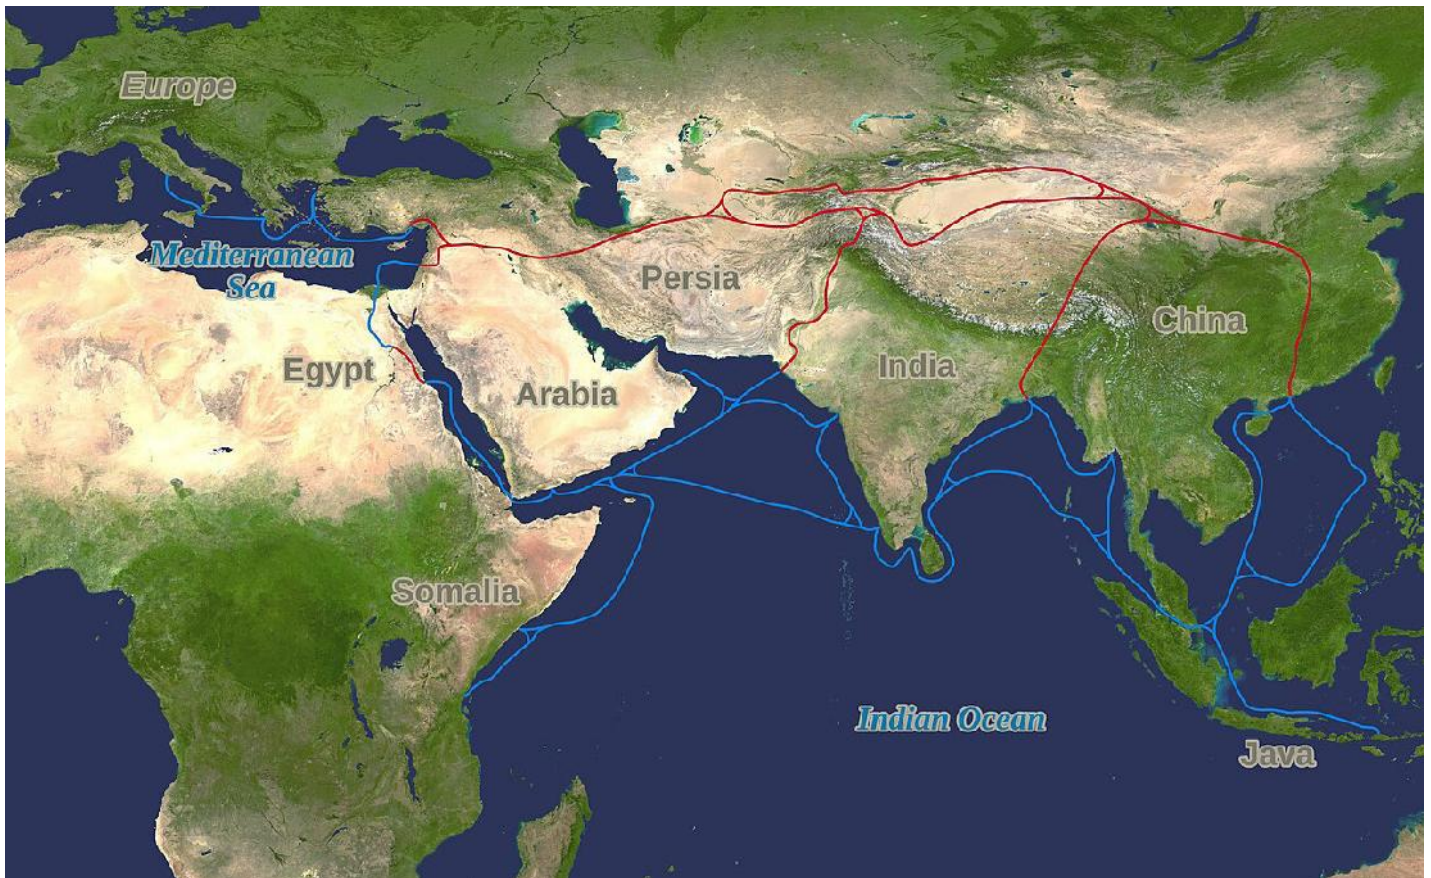 Europe
Mediterranean
Sea
Persia
China
Egypt
India
Arabia
Somalia
Indian Ocean
Java